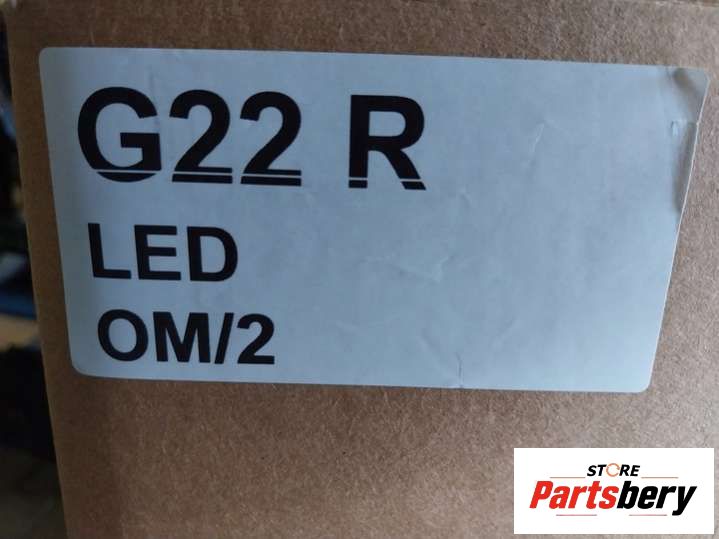 G22 R
LED
OM/2
STORE
Partsbery